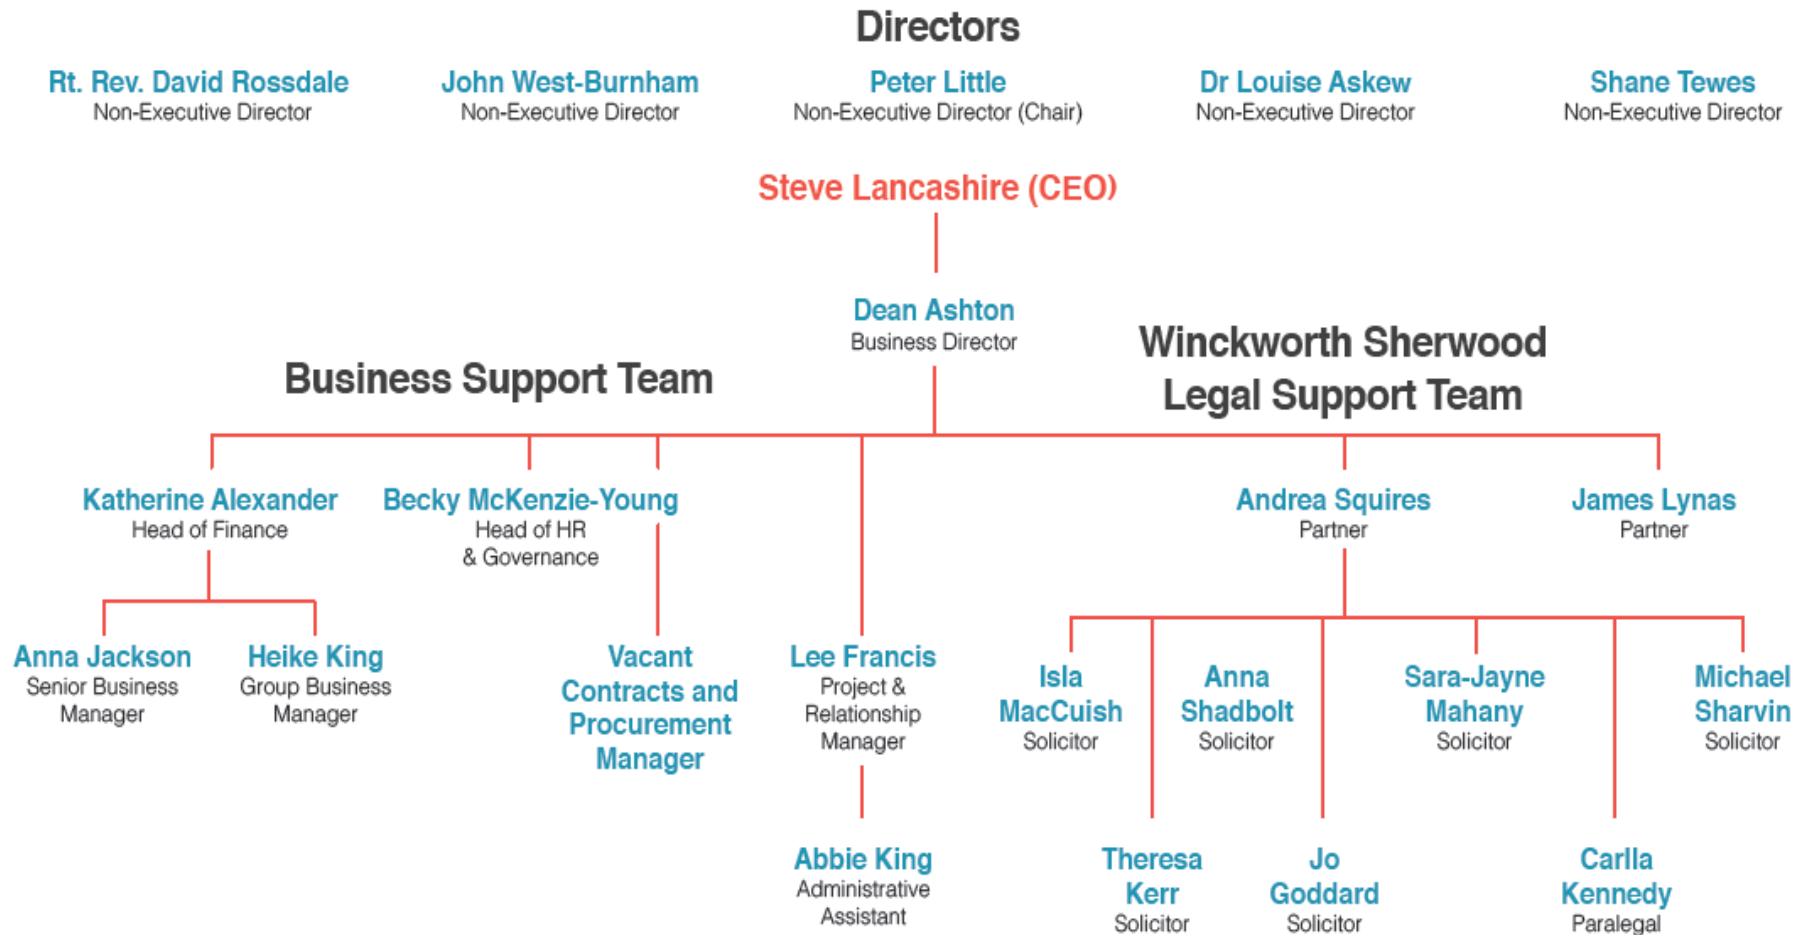 Directors
Rt. Rev. David Rossdale
Non-Executive Director
John West-Burnham
Non-Executive Director
Peter Little
Non-Executive Director (Chair)
Dr Louise Askew
Non-Executive Director
Shane Tewes
Non-Executive Director
Steve Lancashire (CEO)
Dean Ashton
Business Director
Business Support Team
Winckworth Sherwood
Legal Support Team
Katherine Alexander
Head of Finance
Becky McKenzie-Young
Head of HR
& Governance
Andrea Squires
Partner
James Lynas
Partner
Anna Jackson
Senior Business
Manager
Heike King
Group Business
Manager
Vacant
Contracts and
Procurement
Manager
Lee Francis
Project &
Relationship
Manager
Isla
MacCuish
Solicitor
Anna
Shadbolt
Solicitor
Sara-Jayne
Mahany
Solicitor
Michael
Sharvin
Solicitor
Abbie King
Administrative
Assistant
Theresa
Kerr
Solicitor
Jo
Goddard
Solicitor
Carlla
Kennedy
Paralegal